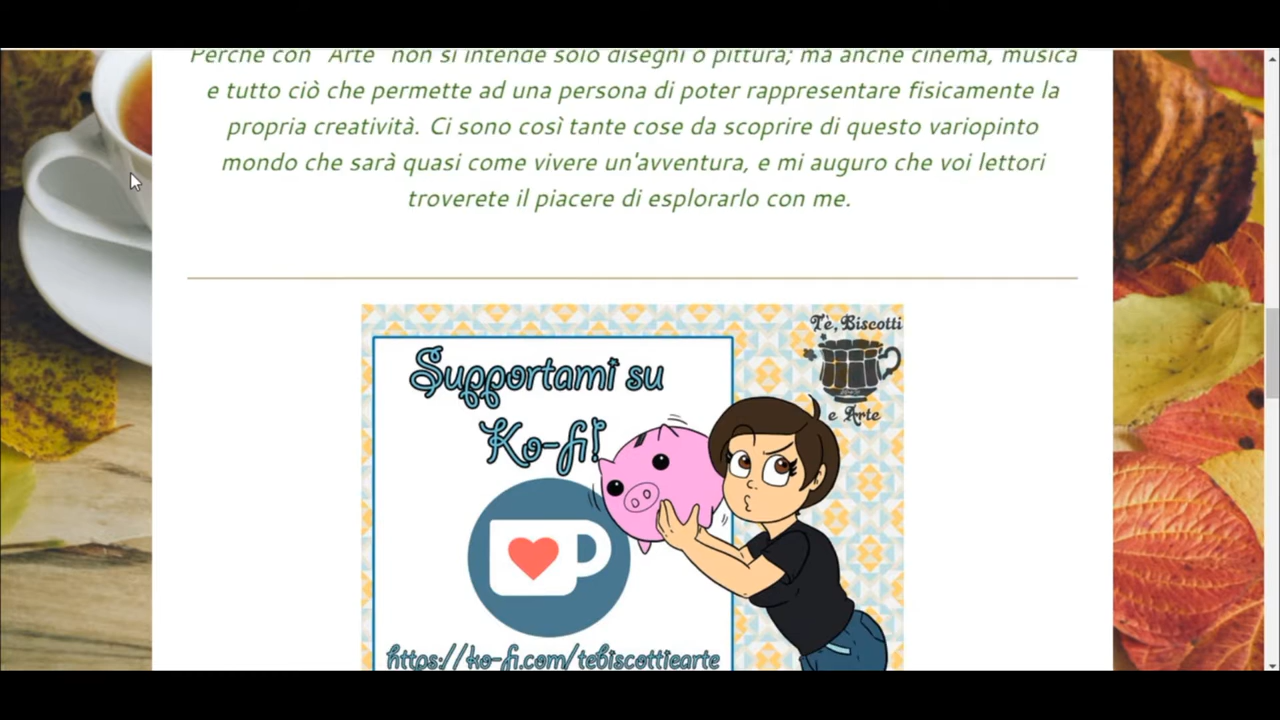 Perché con "Arte" non si intende solo disegni o pittura; ma anche cinema, musica
e tutto ciò che permette ad una persona di poter rappresentare fisicamente la
propria creatività. Ci sono così tante cose da scoprire di questo variopinto
mondo che sarà quasi come vivere un'avventura, e mi auguro che voi lettori
troverete il piacere di esplorarlo con me.
Tè, Biscotti
e Arte
Supportami su
Ko-fi!
https://ko-fi.com/tebiscottiearte